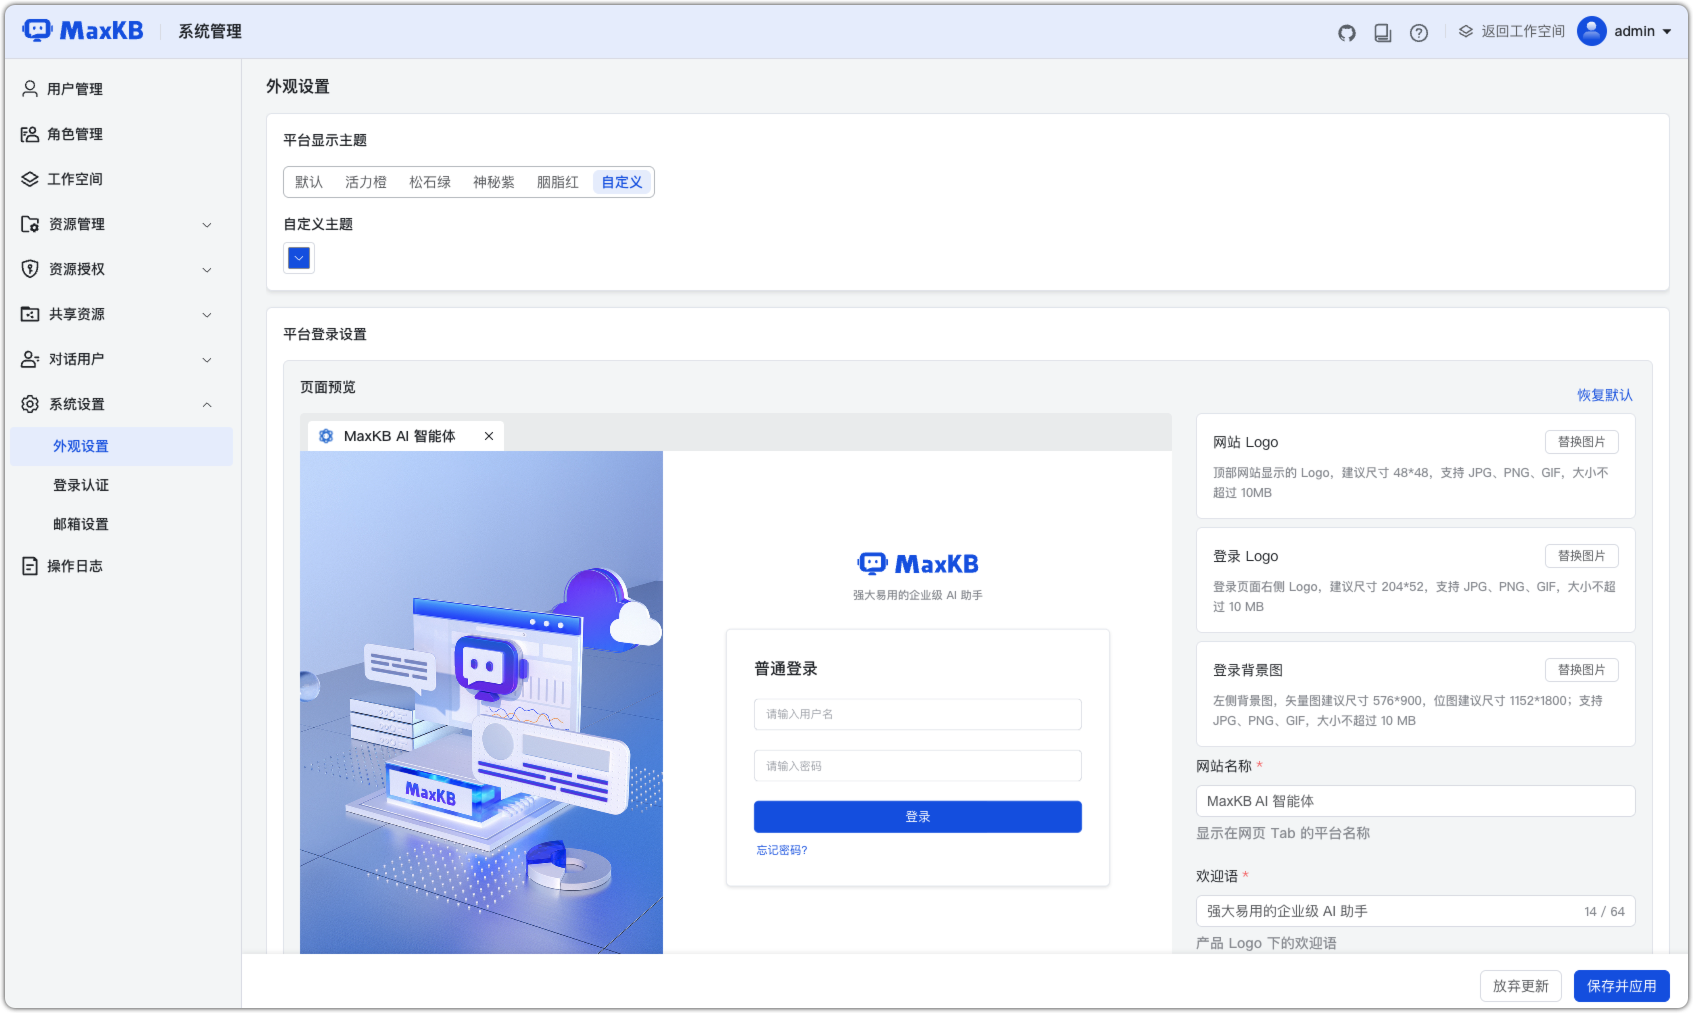 MaxKB
系统管理
返回工作空间
admin
用户管理
角色管理
工作空间
资源管理
资源授权
共享资源
对话用户
系统设置
外观设置
登录认证
邮箱设置
操作日志
外观设置
平台显示主题
默认 活力橙 松石绿 神秘紫 胭脂红 自定义
自定义主题
平台登录设置
页面预览
恢复默认
MaxKB AI 智能体
MaxKB
MaxKB
强大易用的企业级 AI 助手
普通登录
请输入用户名
请输入密码
登录
忘记密码?
网站 Logo
替换图片
顶部网站显示的 Logo，建议尺寸 48*48，支持 JPG、PNG、GIF，大小不
超过 10MB
登录 Logo
替换图片
登录页面右侧 Logo，建议尺寸 204*52，支持 JPG、PNG、GIF，大小不超
过 10 MB
登录背景图
替换图片
左侧背景图，矢量图建议尺寸 576*900，位图建议尺寸 1152*1800；支持
JPG、PNG、GIF，大小不超过 10 MB
网站名称 *
MaxKB AI 智能体
显示在网页 Tab 的平台名称
欢迎语 *
强大易用的企业级 AI 助手
14 / 64
产品 Logo 下的欢迎语
放弃更新
保存并应用